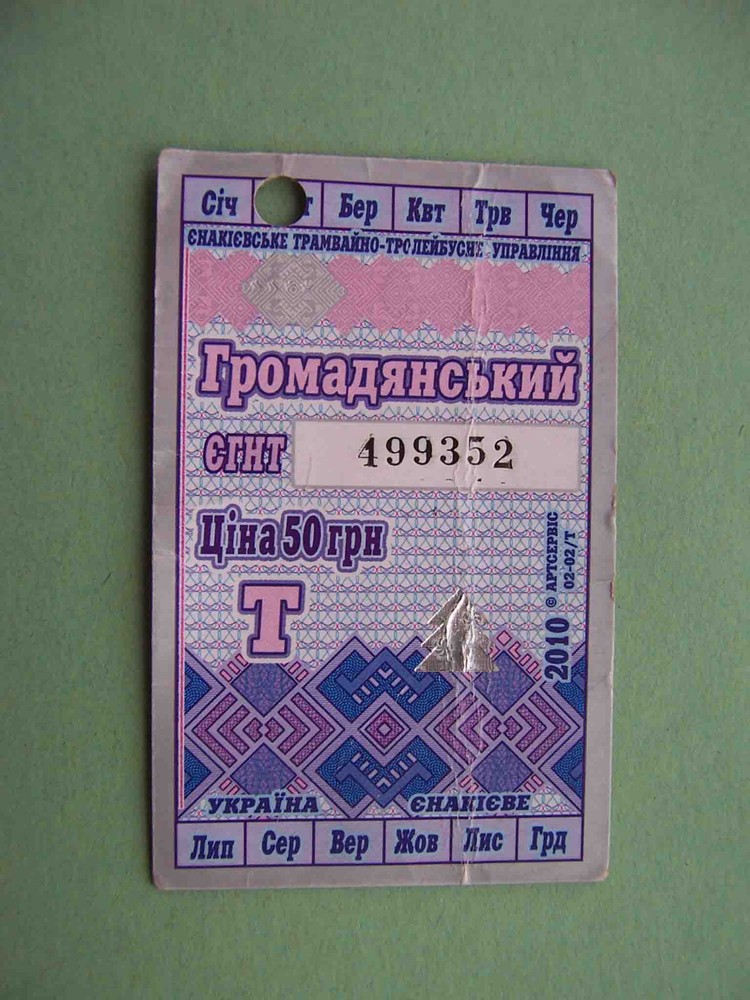 Січ т Бер Квт Трв Чер
ЄНАКІЄВСЬКЕ ТРАМВАЙНО-ТРОЛЕЙБУСНЕ УПРАВЛІННЯ
Громадянський
ЄГНТ 499352
Ціна 50 грн
Т
2010 © АРТСЕРВІС
02-02/Т
УКРАЇНА ЄНАКІЄВЕ
Лип Сер Вер Жов Лис Грд